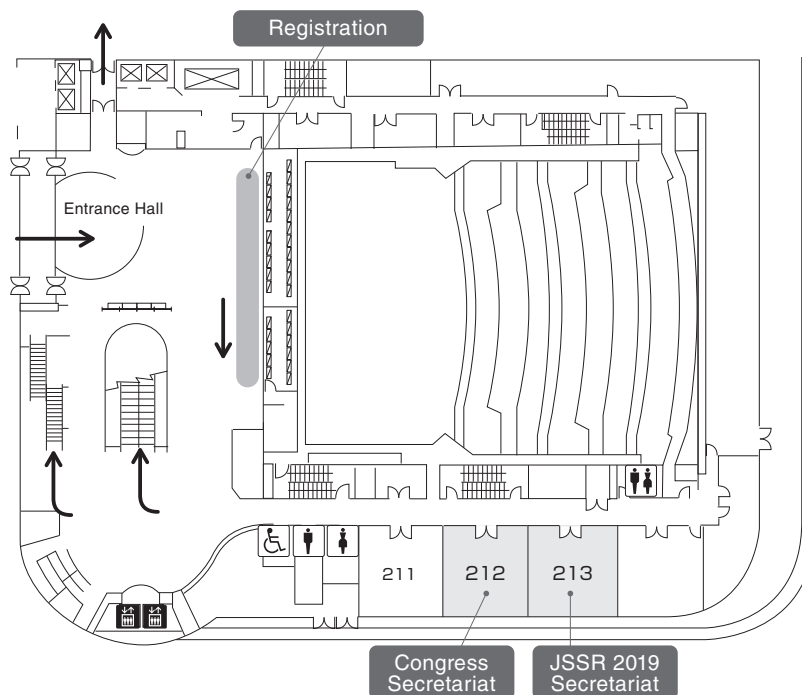 Registration
Entrance Hall
211
212
213
Congress
Secretariat
JSSR 2019
Secretariat